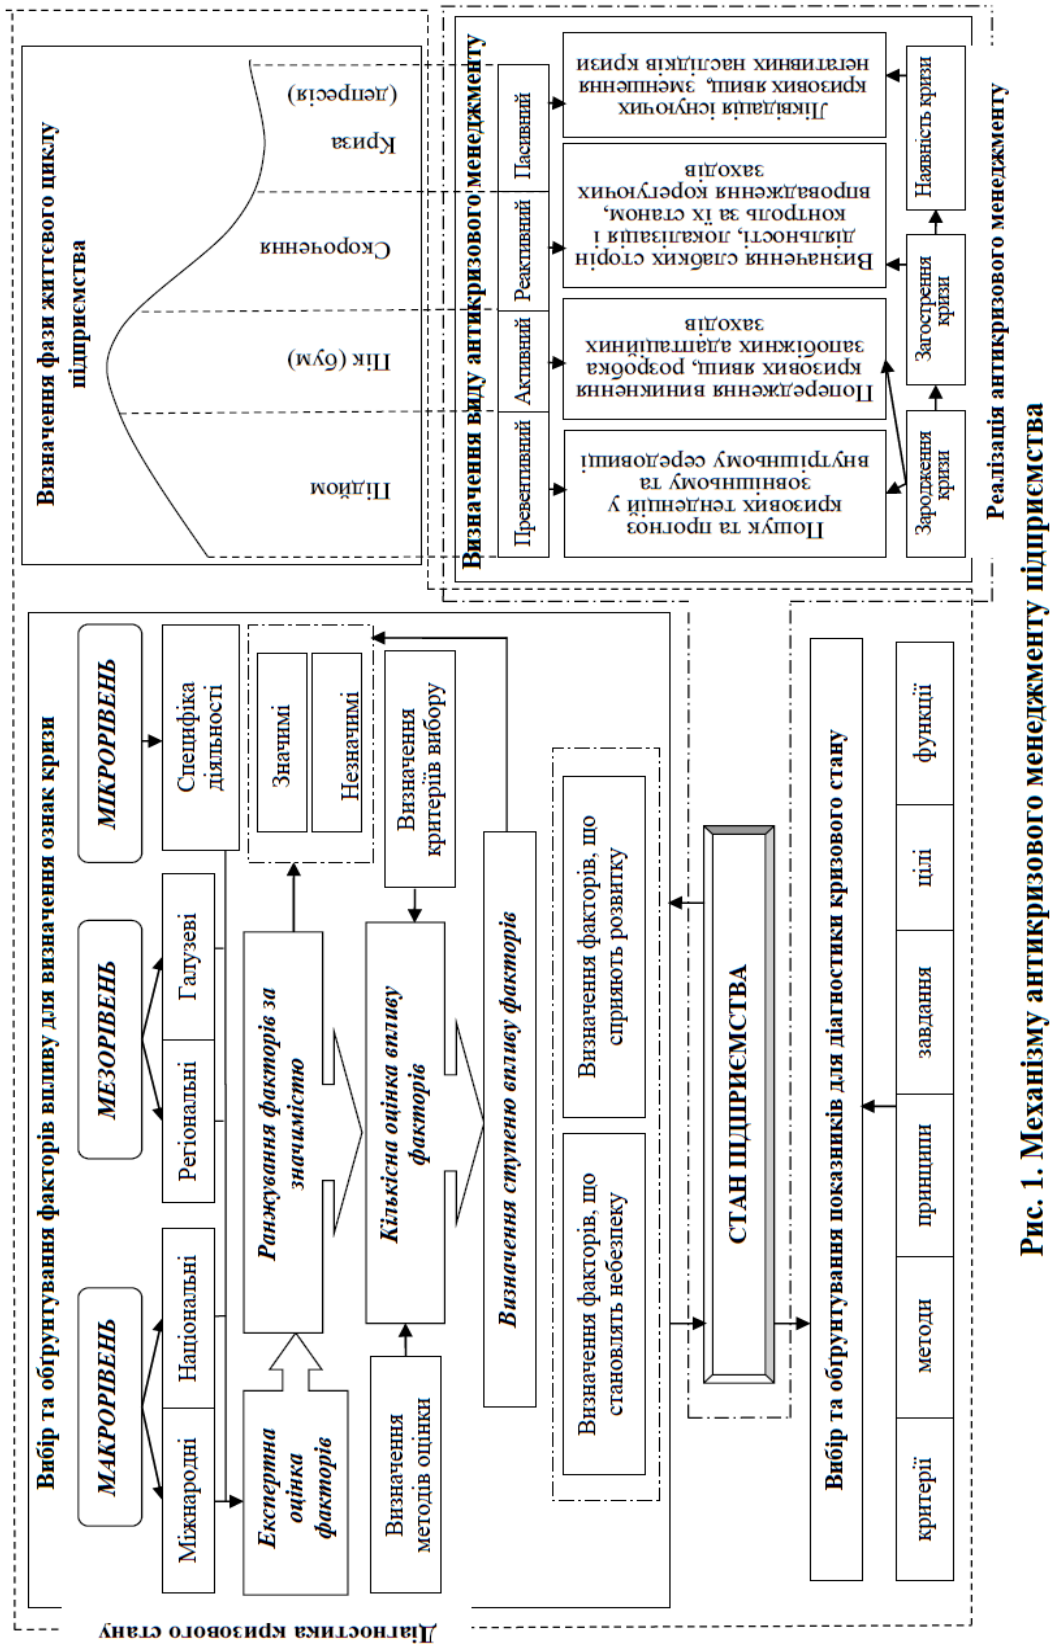 Діагностика кризового стану
Вибір та обґрунтування факторів впливу для визначення ознак кризи
МАКРОРІВЕНЬ
МЕЗОРІВЕНЬ
МІКРОРІВЕНЬ
Міжнародні
Національні
Регіональні
Галузеві
Специфіка
діяльності
Експертна
оцінка
факторів
Ранжування факторів за
значимістю
Значимі
Незначимі
Визначення
методів оцінки
Кількісна оцінка впливу
факторів
Визначення
критеріїв вибору
Визначення ступеню впливу факторів
Визначення факторів, що
становлять небезпеку
Визначення факторів, що
сприяють розвитку
СТАН ПІДПРИЄМСТВА
Вибір та обґрунтування показників для діагностики кризового стану
критерії
методи
принципи
завдання
цілі
функції
Визначення фази життєвого циклу
підприємства
Підйом
Пік (бум)
Скорочення
Криза
(депресія)
Визначення виду антикризового менеджменту
Превентивний
Активний
Реактивний
Пасивний
Пошук та прогноз
кризових тенденцій у
зовнішньому та
внутрішньому середовищі
Попередження виникнення
кризових явищ, розробка
запобіжних адаптаційних
заходів
Визначення слабких сторін
діяльності, локалізація і
контроль за їх станом,
впровадження корегуючих
заходів
Ліквідація існуючих
кризових явищ, зменшення
негативних наслідків кризи
Зародження
кризи
Загострення
кризи
Наявність кризи
Реалізація антикризового менеджменту
Рис. 1. Механізму антикризового менеджменту підприємства